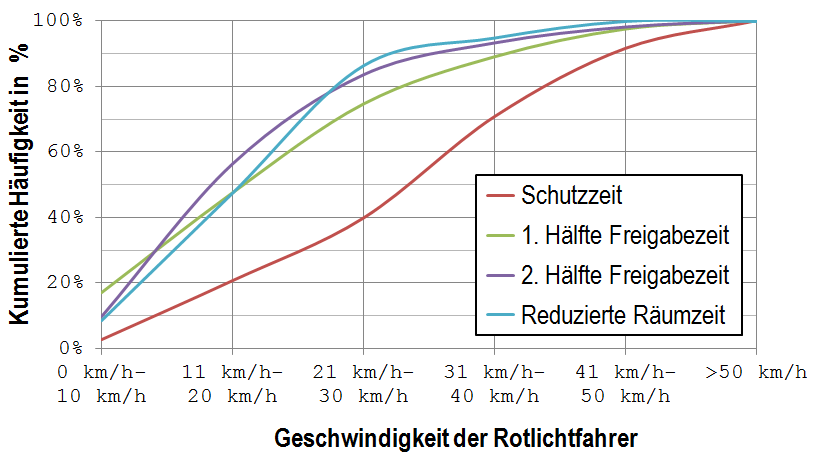 Kumulierte Häufigkeit in %
100%
80%
60%
40%
20%
0%
Schutzzeit
1. Hälfte Freigabezeit
2. Hälfte Freigabezeit
Reduzierte Räumzeit
0 km/h- 11 km/h- 21 km/h- 31 km/h- 41 km/h- >50 km/h
10 km/h 20 km/h 30 km/h 40 km/h 50 km/h
Geschwindigkeit der Rotlichtfahrer